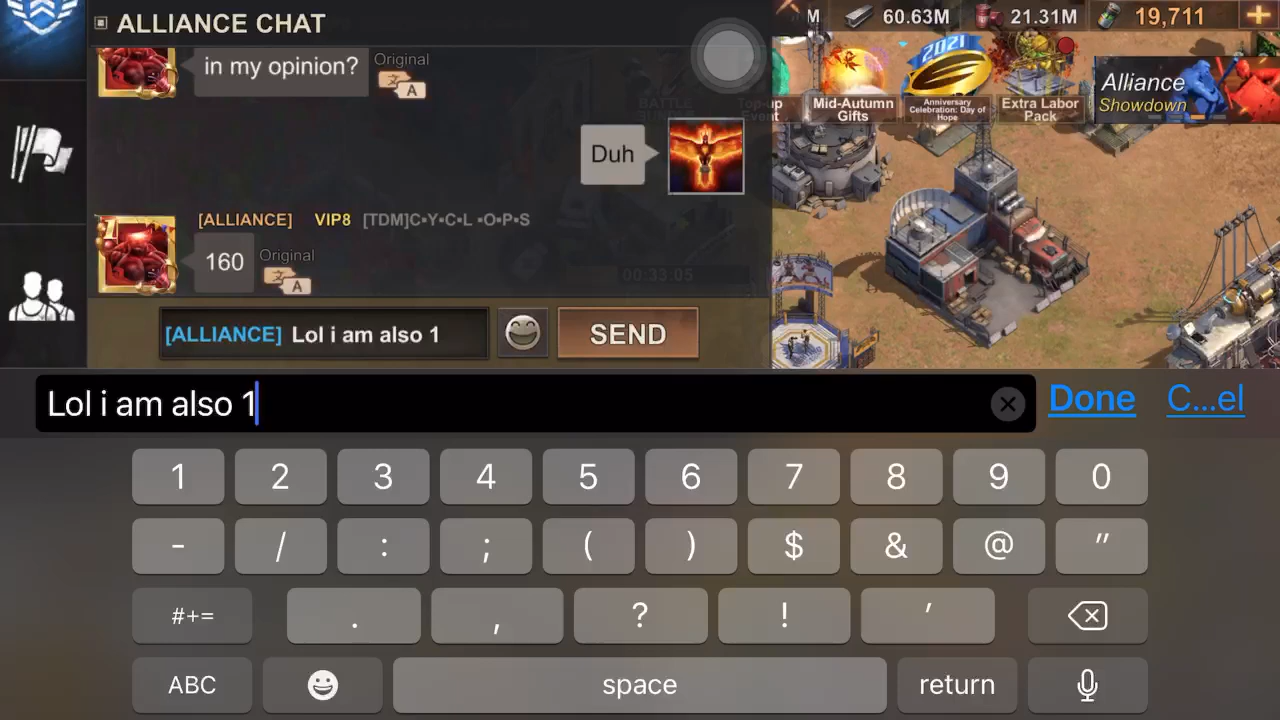 ALLIANCE CHAT
M 60.63M 21.31M 19,711
in my opinion?
Original
A
2021
Mid-Autumn
Gifts
Anniversary
Celebration: Day of
Hope
Extra Labor
Pack
Alliance
Showdown
Duh
[ALLIANCE] VIP8 [TDM]C•Y•C•L •O•P•S
160
Original
A
00:33:05
[ALLIANCE] Lol i am also 1
SEND
Lol i am also 1
Done
C...el
1 2 3 4 5 6 7 8 9 0
- / : ; ( ) $ & @ "
#+= . , ? ! '
ABC space return